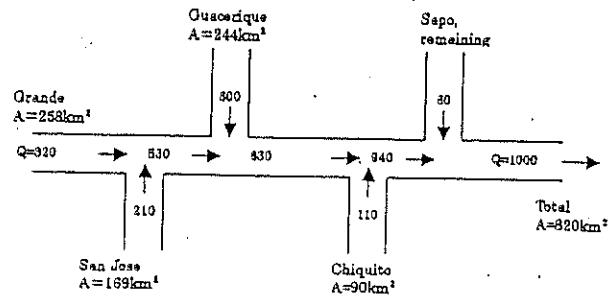 Guacerique
A=244km²
Sapo,
remaining
Grande
A=258km²
300
60
Q=320
530
830
940
Q=1000
210
110
Total
A=820km²
San Jose
A=169km²
Chiquito
A=90km²